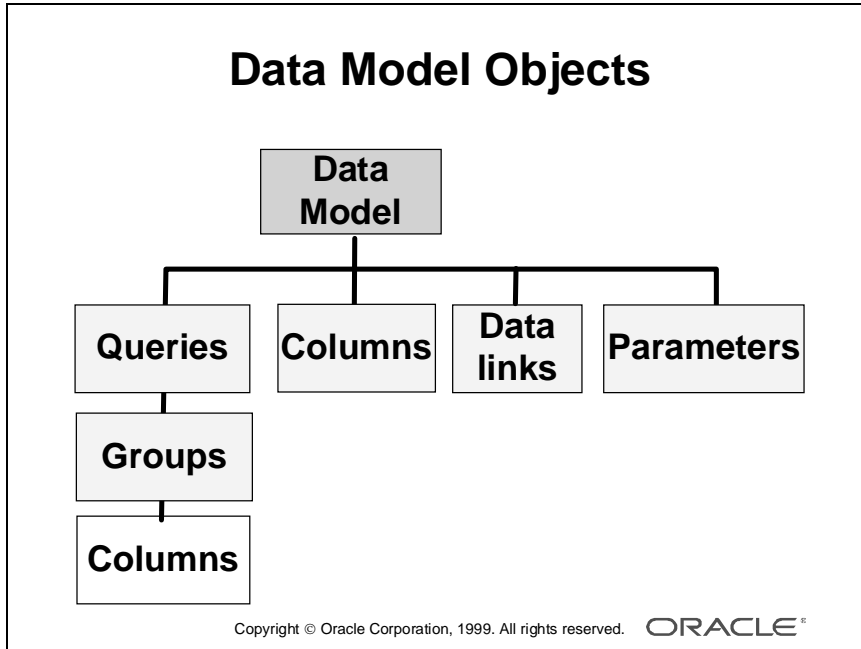 Data Model Objects
Data
Model
Queries
Columns
Data
links
Parameters
Groups
Columns
Copyright © Oracle Corporation, 1999. All rights reserved.
ORACLE®